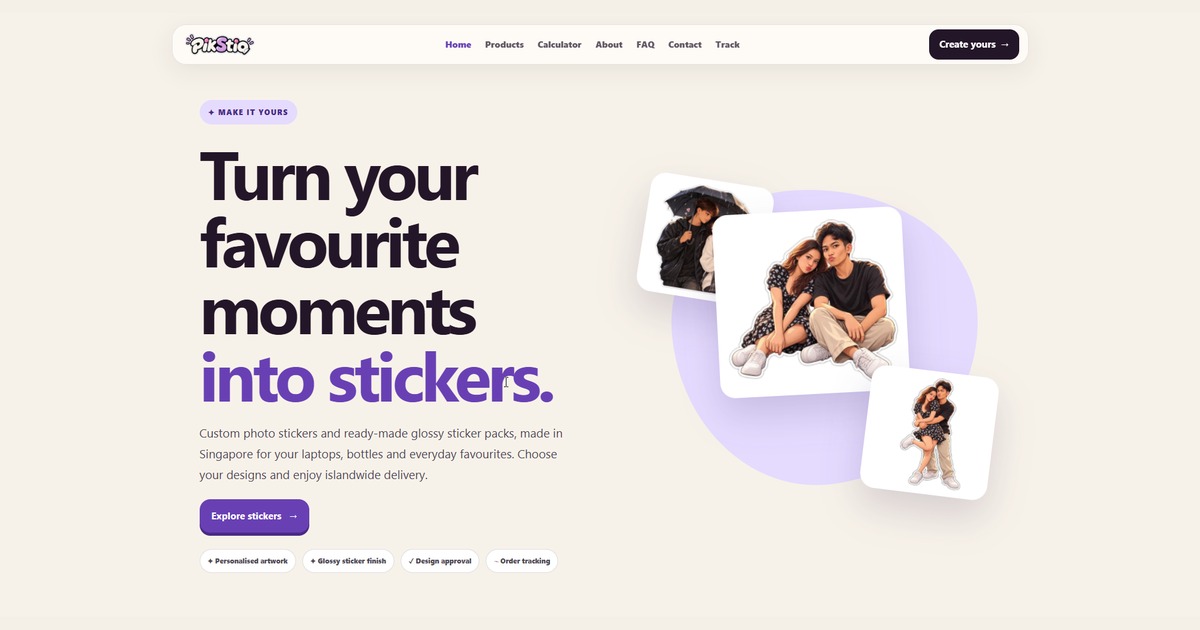 PikStiq
Home Products Calculator About FAQ Contact Track
Create yours →
✦ MAKE IT YOURS
Turn your
favourite
moments
into stickers.
Custom photo stickers and ready-made glossy sticker packs, made in
Singapore for your laptops, bottles and everyday favourites. Choose
your designs and enjoy islandwide delivery.
Explore stickers →
✦ Personalised artwork ✦ Glossy sticker finish ✓ Design approval → Order tracking